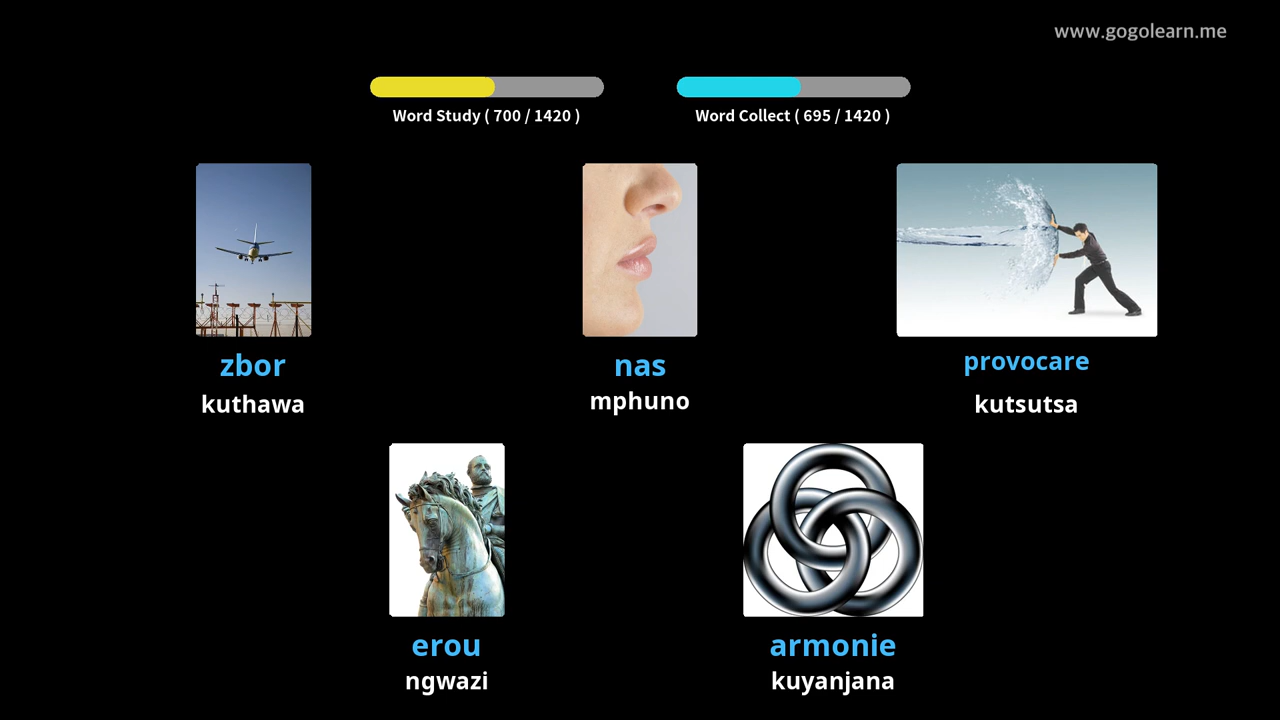 www.gogolearn.me
Word Study ( 700 / 1420 )
Word Collect ( 695 / 1420 )
zbor
kuthawa
nas
mphuno
provocare
kutsutsa
erou
ngwazi
armonie
kuyanjana